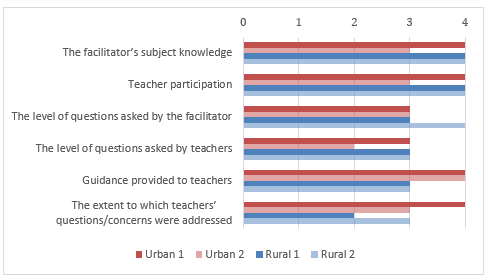 0 1 2 3 4
The facilitator's subject knowledge
Teacher participation
The level of questions asked by the facilitator
The level of questions asked by teachers
Guidance provided to teachers
The extent to which teachers'
questions/concerns were addressed
Urban 1 Urban 2 Rural 1 Rural 2